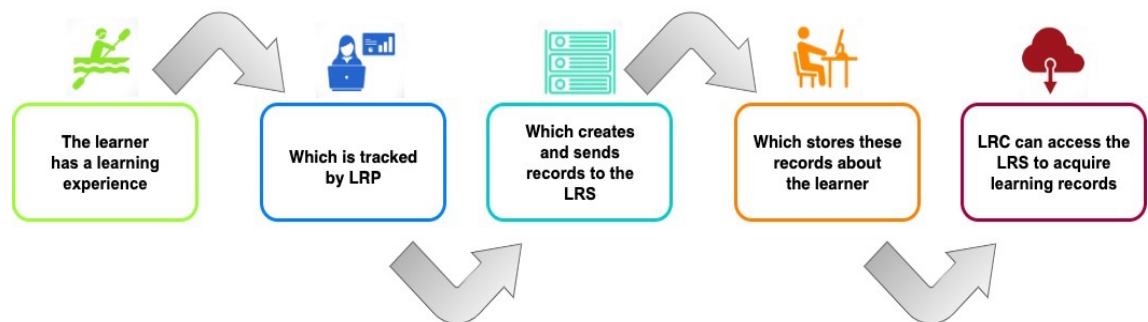 The learner
has a learning
experience
Which is tracked
by LRP
Which creates
and sends
records to the
LRS
Which stores these
records about
the learner
LRC can access the
LRS to acquire
learning records